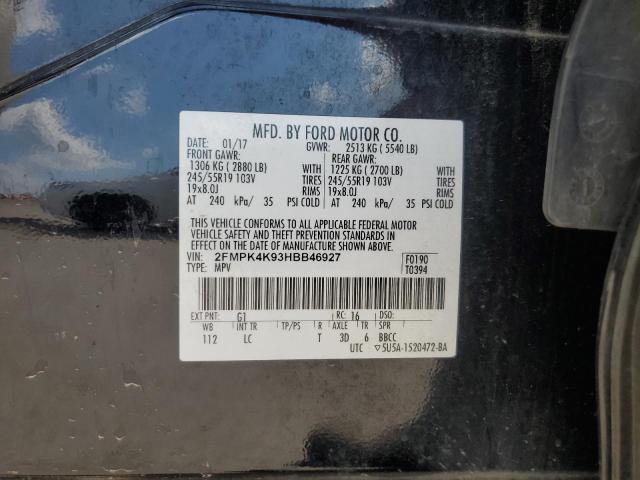 MFD. BY FORD MOTOR CO.
DATE: 01/17 GVWR: 2513 KG ( 5540 LB)
FRONT GAWR: REAR GAWR:
1306 KG ( 2880 LB) WITH 1225 KG ( 2700 LB) WITH
245/55R19 103V TIRES 245/55R19 103V TIRES
19x8.0J RIMS 19x8.0J RIMS
AT 240 kPa/ 35 PSI COLD AT 240 kPa/ 35 PSI COLD
THIS VEHICLE CONFORMS TO ALL APPLICABLE FEDERAL MOTOR
VEHICLE SAFETY AND THEFT PREVENTION STANDARDS IN
EFFECT ON THE DATE OF MANUFACTURE SHOWN ABOVE.
VIN: 2FMPK4K93HBB46927 F0190
TYPE: MPV T0394
EXT PNT: G1 RC: 16 DSO:
WB INT TR TP/PS R AXLE TR SPR
112 LC T 3D 6 BBCC
UTC ▽5U5A-1520472-BA